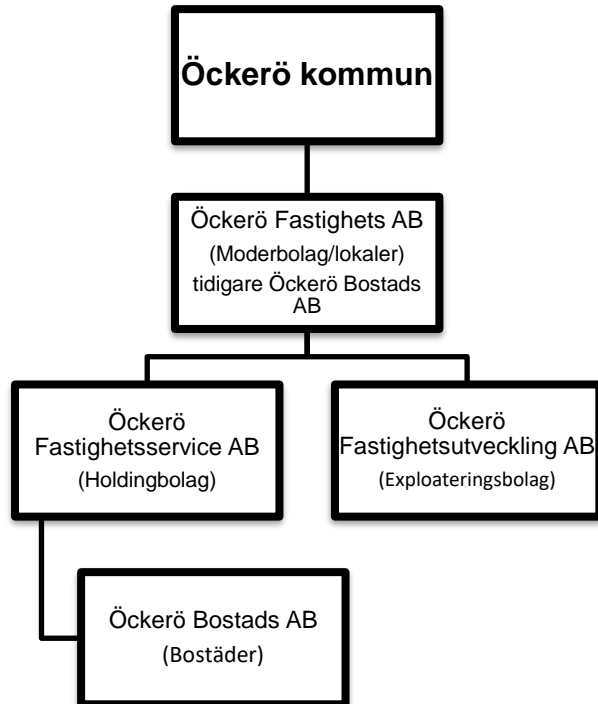 Öckerö kommun
Öckerö Fastighets AB
(Moderbolag/lokaler)
tidigare Öckerö Bostads
AB
Öckerö
Fastighetsservice AB
(Holdingbolag)
Öckerö
Fastighetsutveckling AB
(Exploateringsbolag)
Öckerö Bostads AB
(Bostäder)